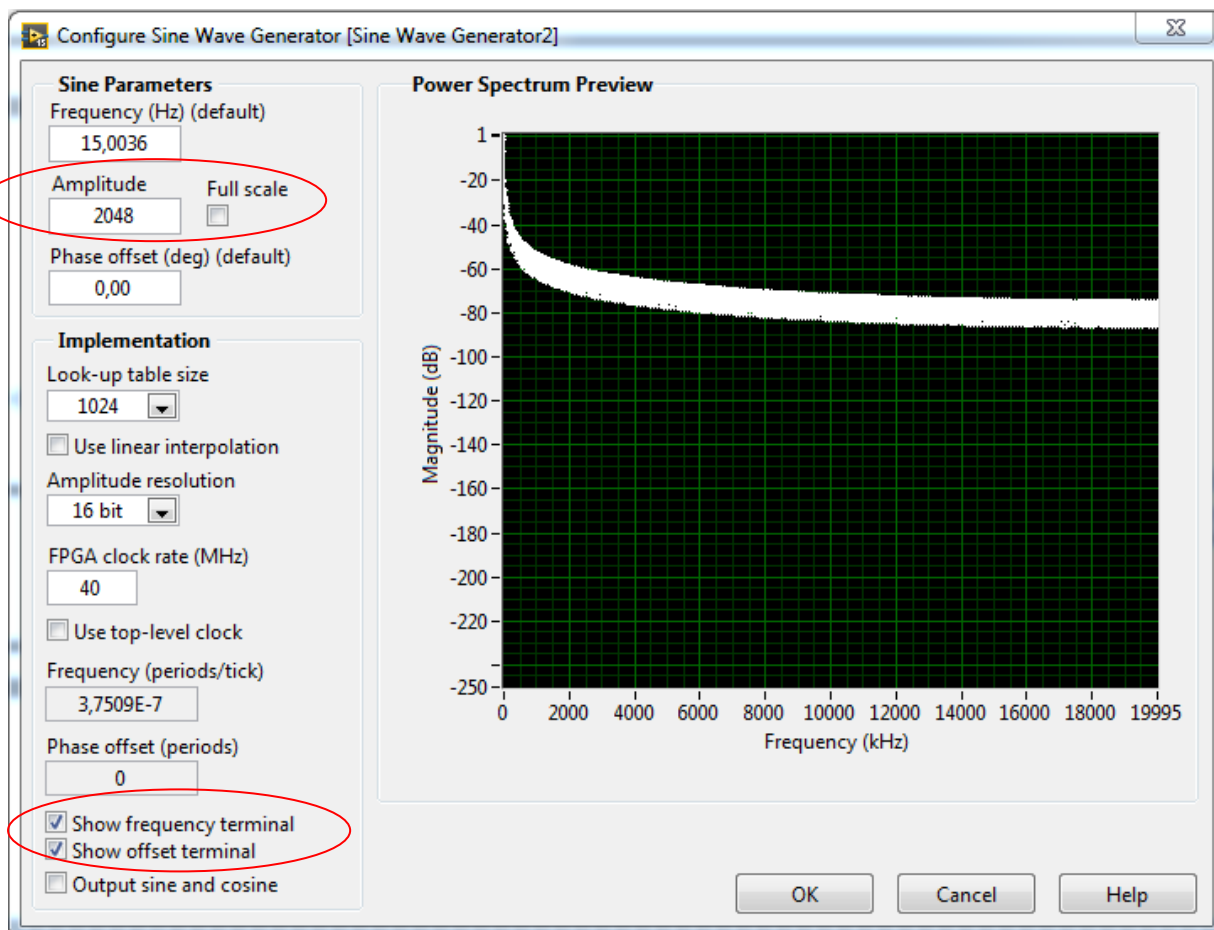 Configure Sine Wave Generator [Sine Wave Generator2]
Sine Parameters
Frequency (Hz) (default)
15,0036
Amplitude
Full scale
2048
Phase offset (deg) (default)
0,00
Implementation
Look-up table size
1024
Use linear interpolation
Amplitude resolution
16 bit
FPGA clock rate (MHz)
40
Use top-level clock
Frequency (periods/tick)
3,7509E-7
Phase offset (periods)
0
Show frequency terminal
Show offset terminal
Output sine and cosine
Power Spectrum Preview
Magnitude (dB)
1
-20
-40
-60
-80
-100
-120
-140
-160
-180
-200
-220
-250
0 2000 4000 6000 8000 10000 12000 14000 16000 18000 19995
Frequency (kHz)
OK Cancel Help